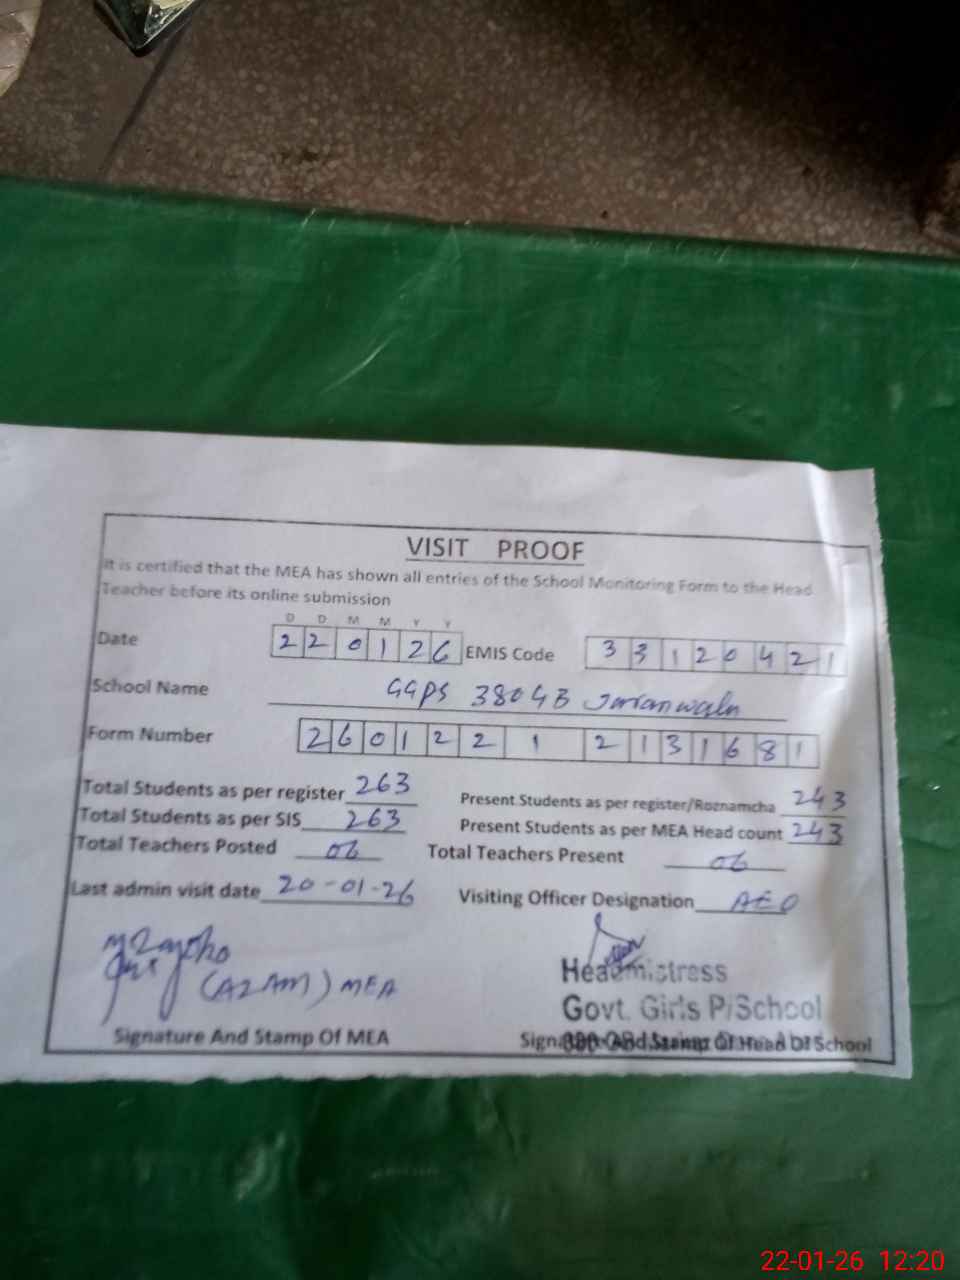 VISIT PROOF
It is certified that the MEA has shown all entries of the School Monitoring Form to the Head
Teacher before its online submission
D D M M Y Y
Date 2 2 0 1 2 6 EMIS Code 3 3 1 2 0 4 2 1
School Name GGPS 380 GB Jaranwala
Form Number 2 6 0 1 2 2 1 2 1 3 1 6 8 1
Total Students as per register 263 Present Students as per register/Roznamcha 243
Total Students as per SIS 263 Present Students as per MEA Head count 243
Total Teachers Posted 06 Total Teachers Present 06
Last admin visit date 20-01-26 Visiting Officer Designation AEO
(AZAM) MEA
Headmistress
Govt. Girls P/School
Signature And Stamp Of MEA Signature And Stamp Of Head Of School
22-01-26 12:20